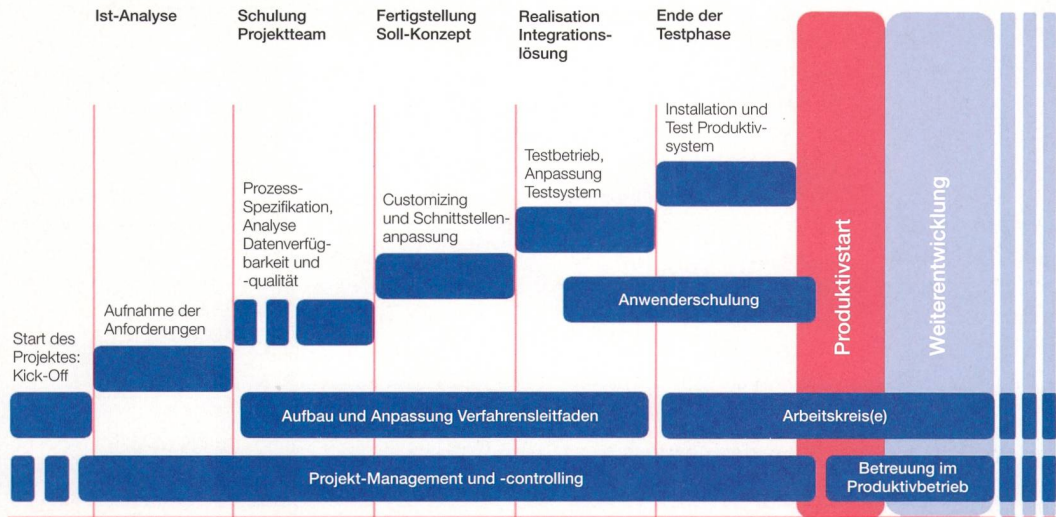 Ist-Analyse
Schulung
Projektteam
Fertigstellung
Soll-Konzept
Realisation
Integrations-
lösung
Ende der
Testphase
Start des
Projektes:
Kick-Off
Aufnahme der
Anforderungen
Prozess-
Spezifikation,
Analyse
Datenverfüg-
barkeit und
-qualität
Customizing
und Schnittstellen-
anpassung
Testbetrieb,
Anpassung
Testsystem
Installation und
Test Produktiv-
system
Anwenderschulung
Produktivstart
Weiterentwicklung
Aufbau und Anpassung Verfahrensleitfaden
Arbeitskreis(e)
Projekt-Management und -controlling
Betreuung im
Produktivbetrieb